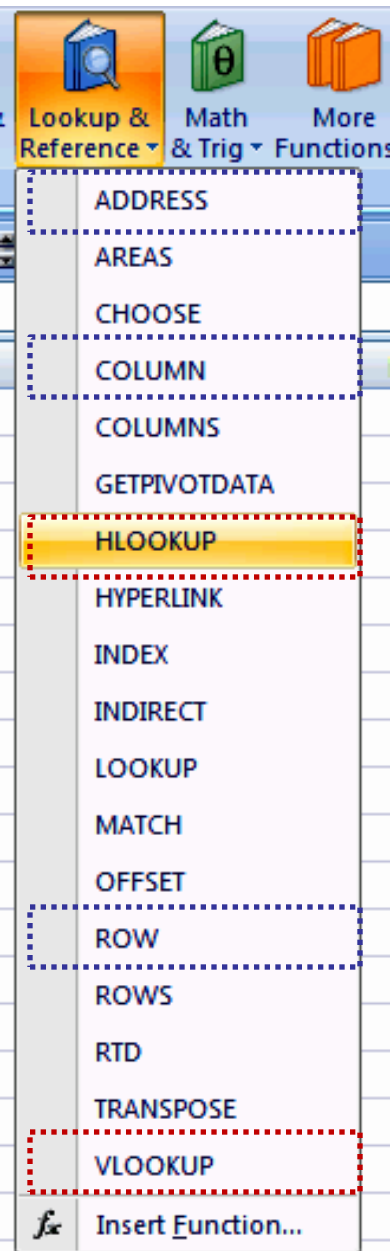 Lookup & Reference
Math & Trig
More Functions
ADDRESS
AREAS
CHOOSE
COLUMN
COLUMNS
GETPIVOTDATA
HLOOKUP
HYPERLINK
INDEX
INDIRECT
LOOKUP
MATCH
OFFSET
ROW
ROWS
RTD
TRANSPOSE
VLOOKUP
fx Insert Function...